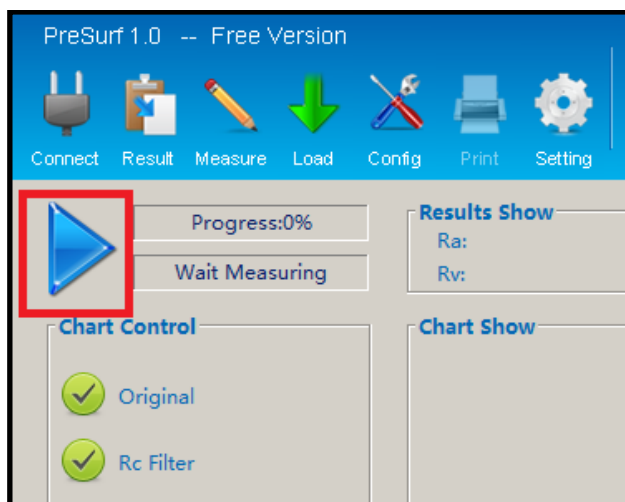 PreSurf 1.0 -- Free Version
Connect Result Measure Load Config Print Setting
Progress:0%
Wait Measuring
Results Show
Ra:
Rv:
Chart Control
Original
Rc Filter
Chart Show